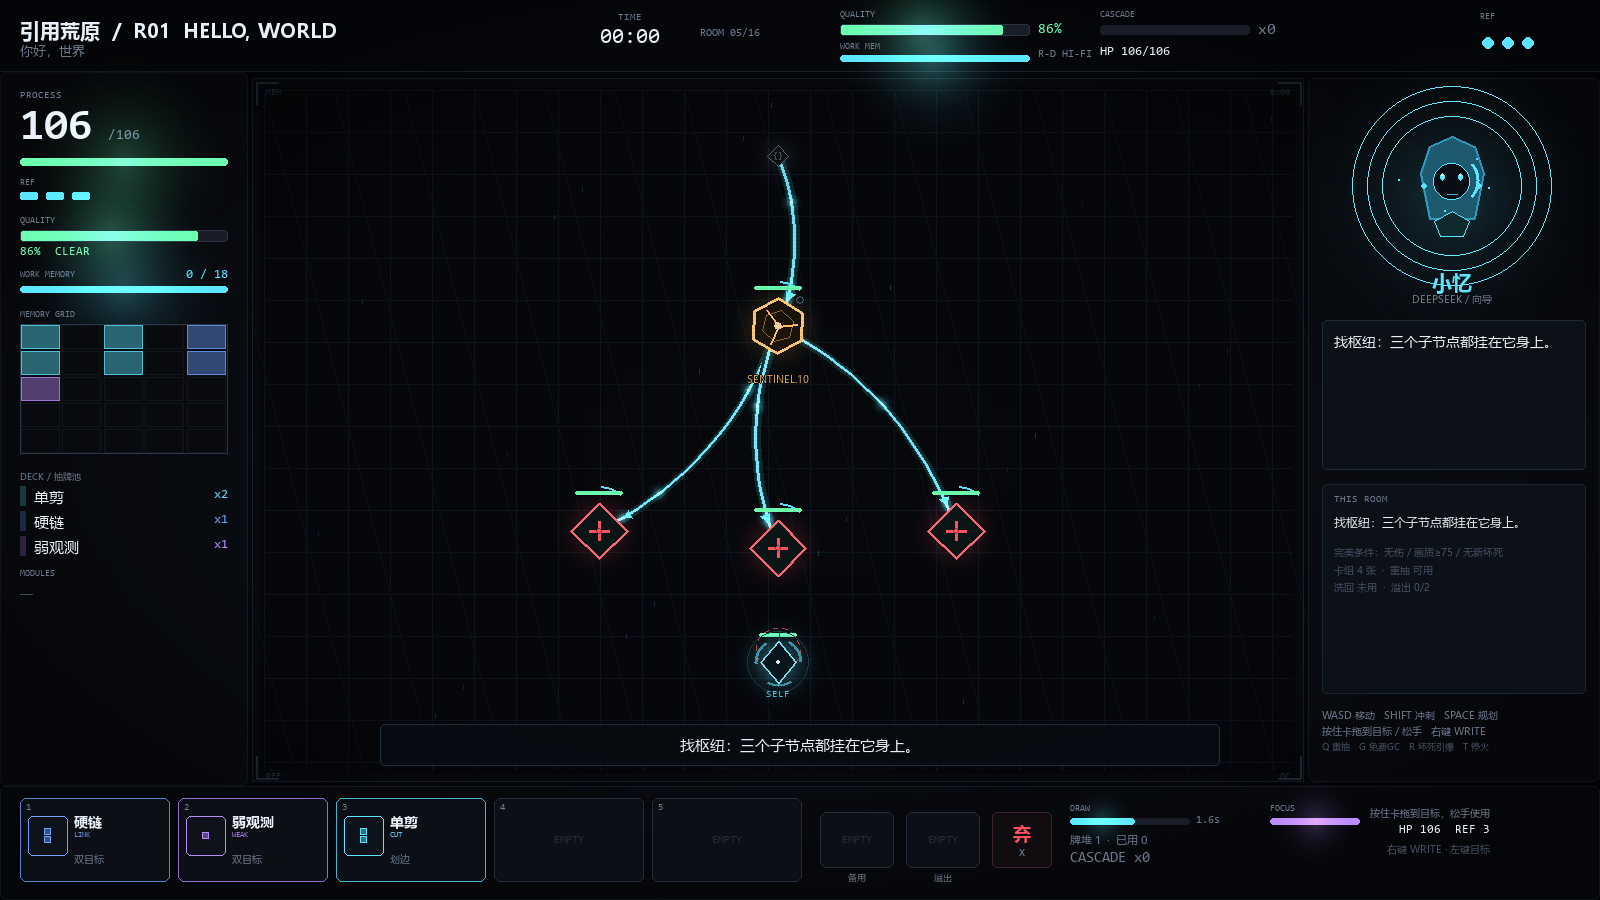 引用荒原 / R01 HELLO, WORLD
你好, 世界
TIME
00:00
ROOM 05/16
QUALITY
86%
WORK MEM
R-D HI-FI
CASCADE
x0
HP 106/106
REF
PROCESS
106 /106
REF
QUALITY
86% CLEAR
WORK MEMORY 0 / 18
MEMORY GRID
DECK / 抽牌池
单剪 x2
硬链 x1
弱观测 x1
MODULES
—
MEM
0x00
{}
SENTINEL.10
SELF
找枢纽: 三个子节点都挂在它身上。
小忆
DEEPSEEK / 向导
找枢纽: 三个子节点都挂在它身上。
THIS ROOM
找枢纽: 三个子节点都挂在它身上。
完美条件: 无伤 / 画质≥75 / 无新坏死
卡组 4 张 · 重抽 可用
洗回 未用 · 溢出 0/2
WASD 移动 SHIFT 冲刺 SPACE 规划
按住卡拖到目标 / 松手 右键 WRITE
Q 重抽 G 免费GC R 坏死引爆 T 停火
1
硬链
LINK
双目标
2
弱观测
WEAK
双目标
3
单剪
CUT
划边
4
EMPTY
5
EMPTY
EMPTY
备用
EMPTY
溢出
弃
X
DRAW
1.6s
牌堆 1 · 已用 0
CASCADE x0
FOCUS
按住卡拖到目标, 松手使用
HP 106 REF 3
右键 WRITE · 左键目标